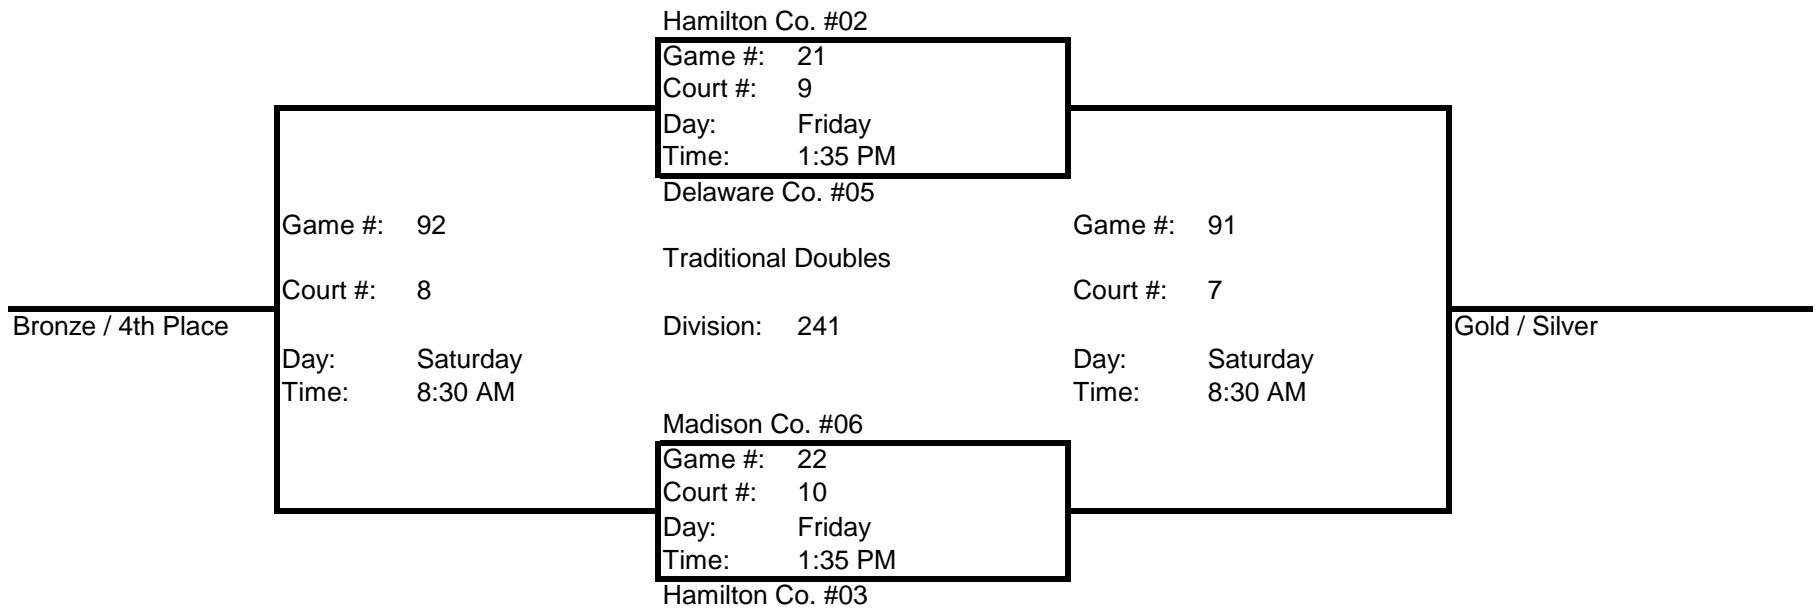 Hamilton Co. #02
Game #: 21
Court #: 9
Day: Friday
Time: 1:35 PM
Delaware Co. #05
Game #: 92
Game #: 91
Traditional Doubles
Court #: 8
Court #: 7
Bronze / 4th Place
Division: 241
Gold / Silver
Day: Saturday
Day: Saturday
Time: 8:30 AM
Time: 8:30 AM
Madison Co. #06
Game #: 22
Court #: 10
Day: Friday
Time: 1:35 PM
Hamilton Co. #03